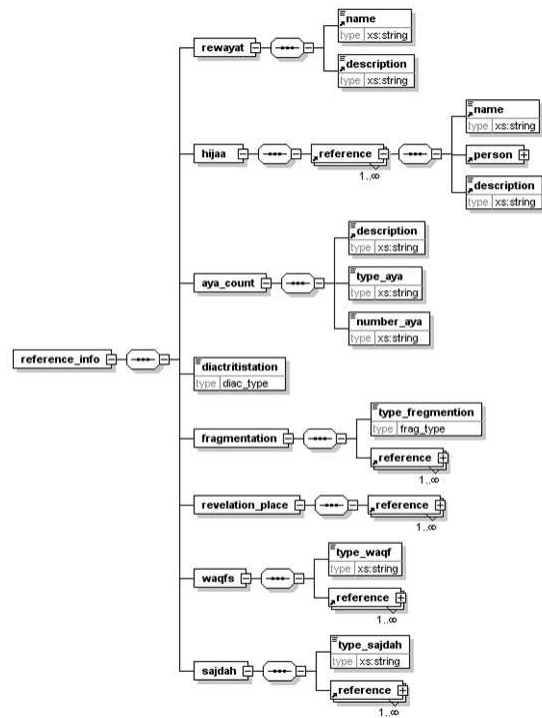 name
type xs:string
rewayat
description
type xs:string
name
type xs:string
hijaa
reference
person
1..∞
description
type xs:string
description
type xs:string
aya_count
type_aya
type xs:string
number_aya
type xs:string
reference_info
diactritistation
type diac_type
type_fregmention
type frag_type
fragmentation
reference
1..∞
revelation_place
reference
1..∞
type_waqf
type xs:string
waqfs
reference
1..∞
type_sajdah
type xs:string
sajdah
reference
1..∞